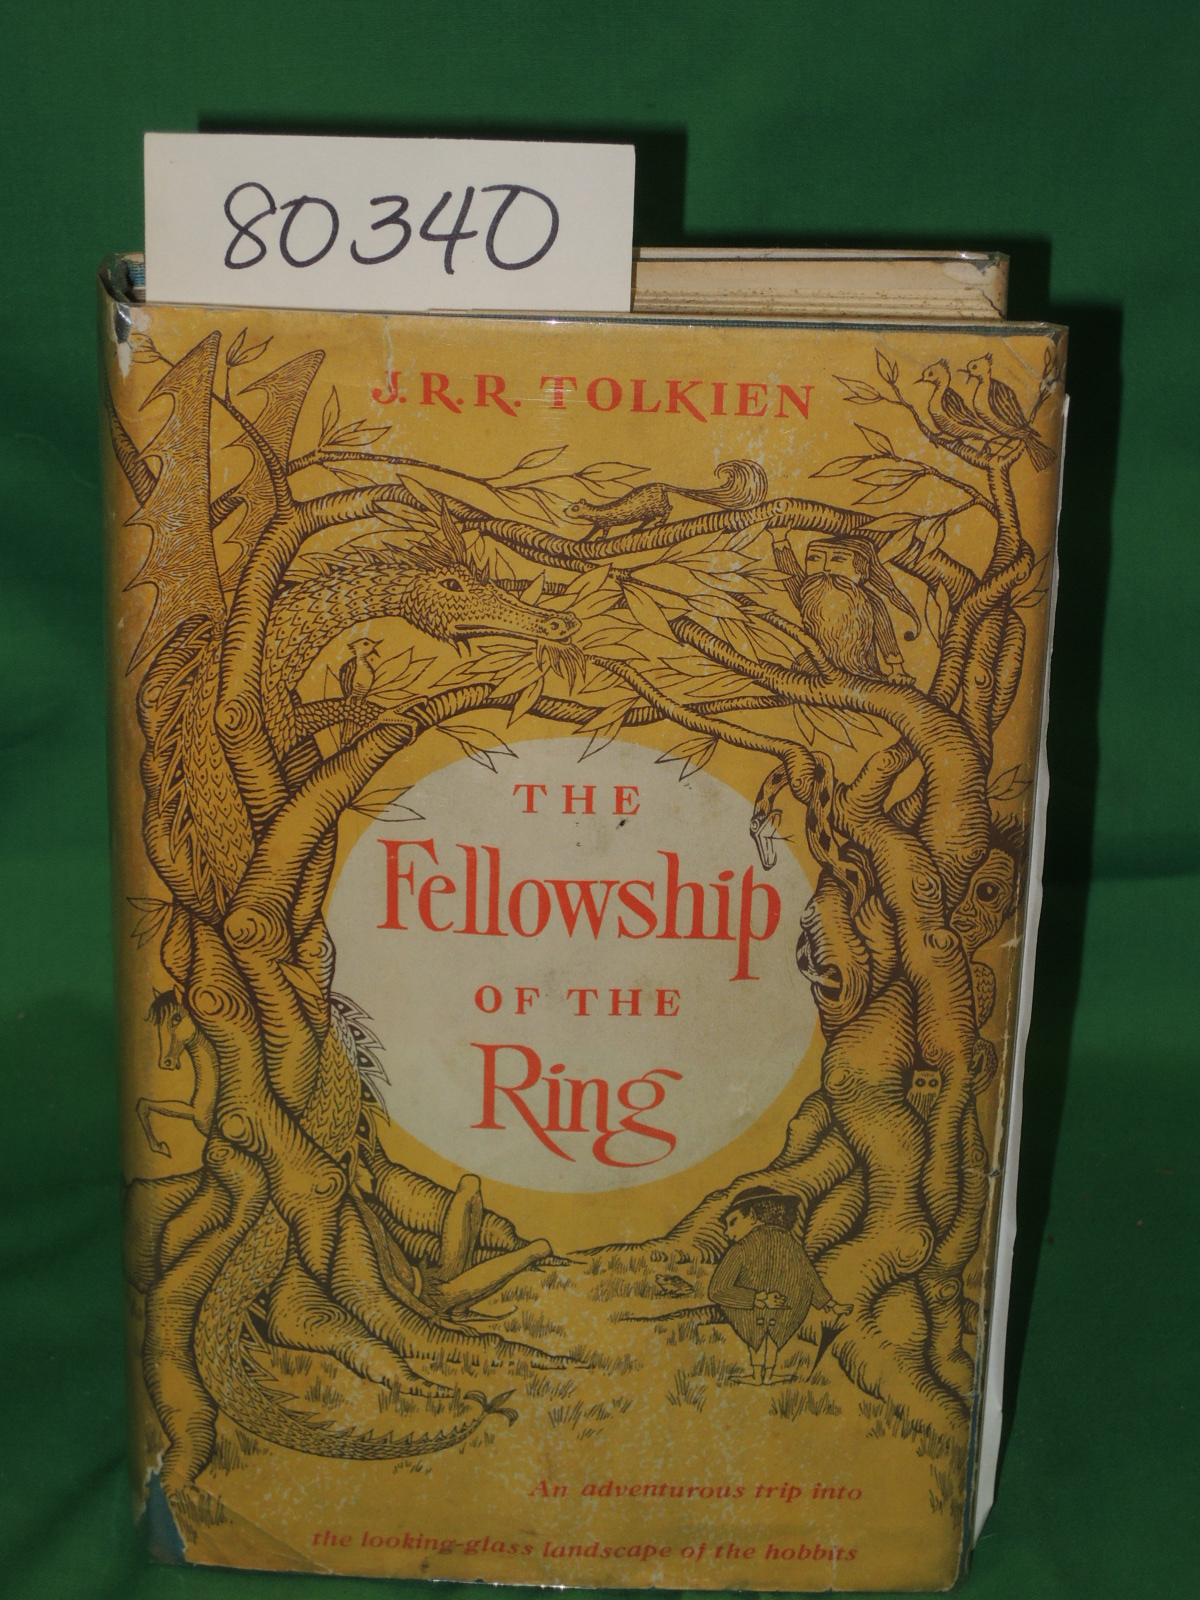 80340
J.R.R. TOLKIEN
THE
Fellowship
OF THE
Ring
An adventurous trip into
the looking-glass landscape of the hobbits